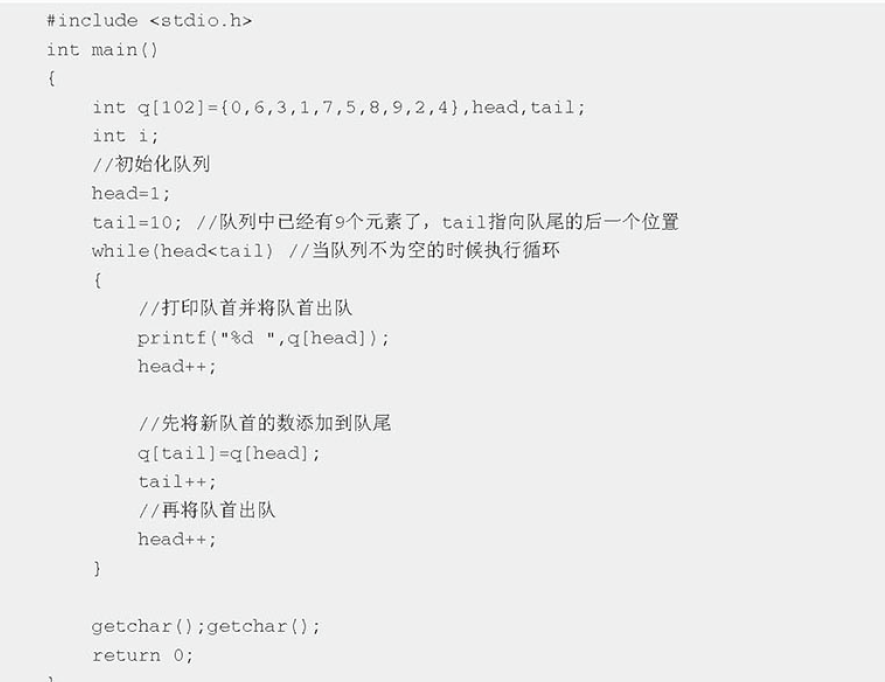 #include <stdio.h>
int main()
{
    int q[102]={0,6,3,1,7,5,8,9,2,4},head,tail;
    int i;
    //初始化队列
    head=1;
    tail=10; //队列中已经有9个元素了，tail指向队尾的后一个位置
    while(head<tail) //当队列不为空的时候执行循环
    {
        //打印队首并将队首出队
        printf("%d ",q[head]);
        head++;

        //先将新队首的数添加到队尾
        q[tail]=q[head];
        tail++;
        //再将队首出队
        head++;
    }

    getchar();getchar();
    return 0;